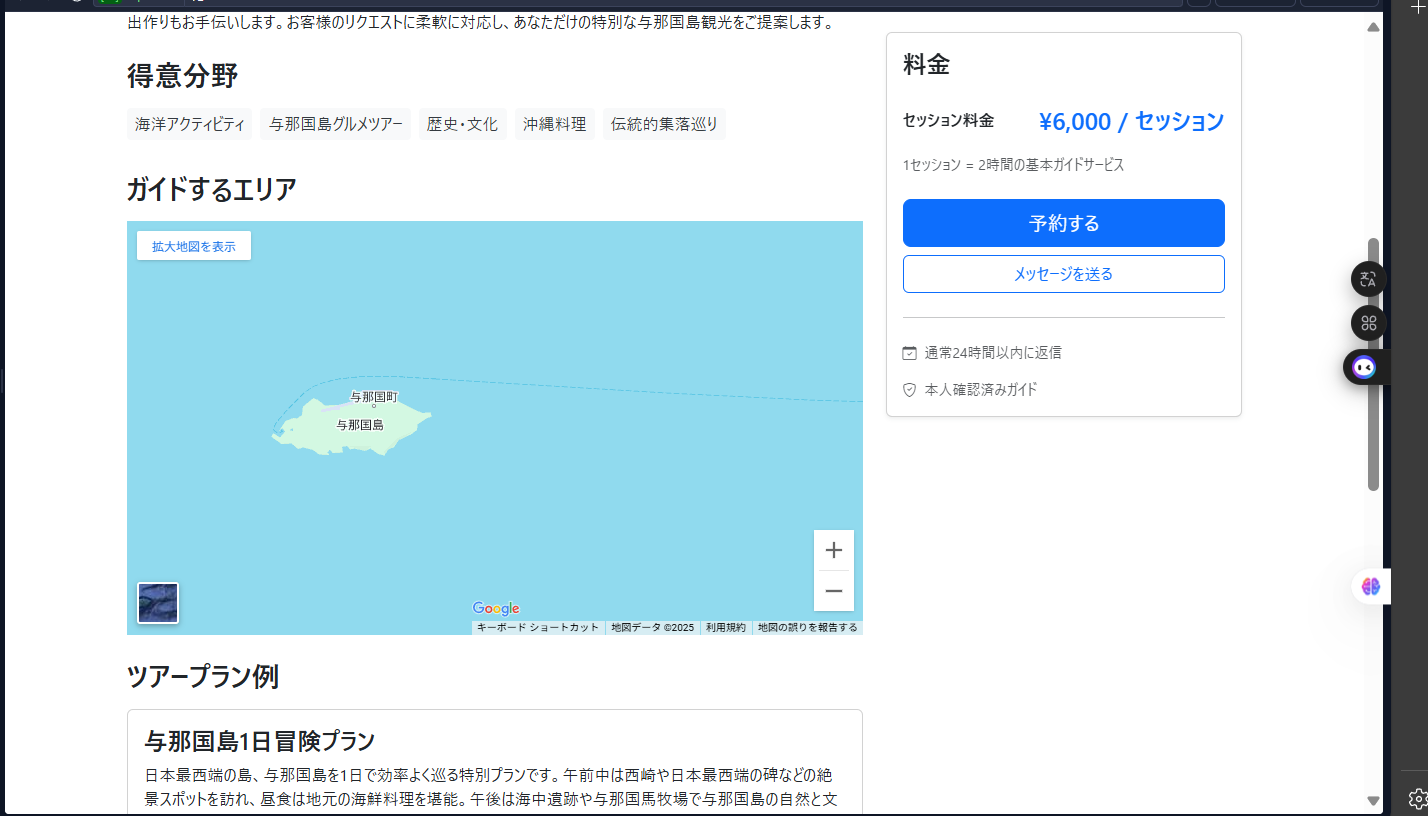 出作りもお手伝いします。お客様のリクエストに柔軟に対応し、あなただけの特別な与那国島観光をご提案します。
得意分野
海洋アクティビティ
与那国島グルメツアー
歴史・文化
沖縄料理
伝統的集落巡り
ガイドするエリア
拡大地図を表示
与那国町
与那国島
Google
キーボード ショートカット
地図データ ©2025
利用規約
地図の誤りを報告する
ツアープラン例
与那国島1日冒険プラン
日本最西端の島、与那国島を1日で効率よく巡る特別プランです。午前中は西崎や日本最西端の碑などの絶
景スポットを訪れ、昼食は地元の海鮮料理を堪能。午後は海中遺跡や与那国馬牧場で与那国島の自然と文
料金
セッション料金
¥6,000 / セッション
1セッション = 2時間の基本ガイドサービス
予約する
メッセージを送る
通常24時間以内に返信
本人確認済みガイド